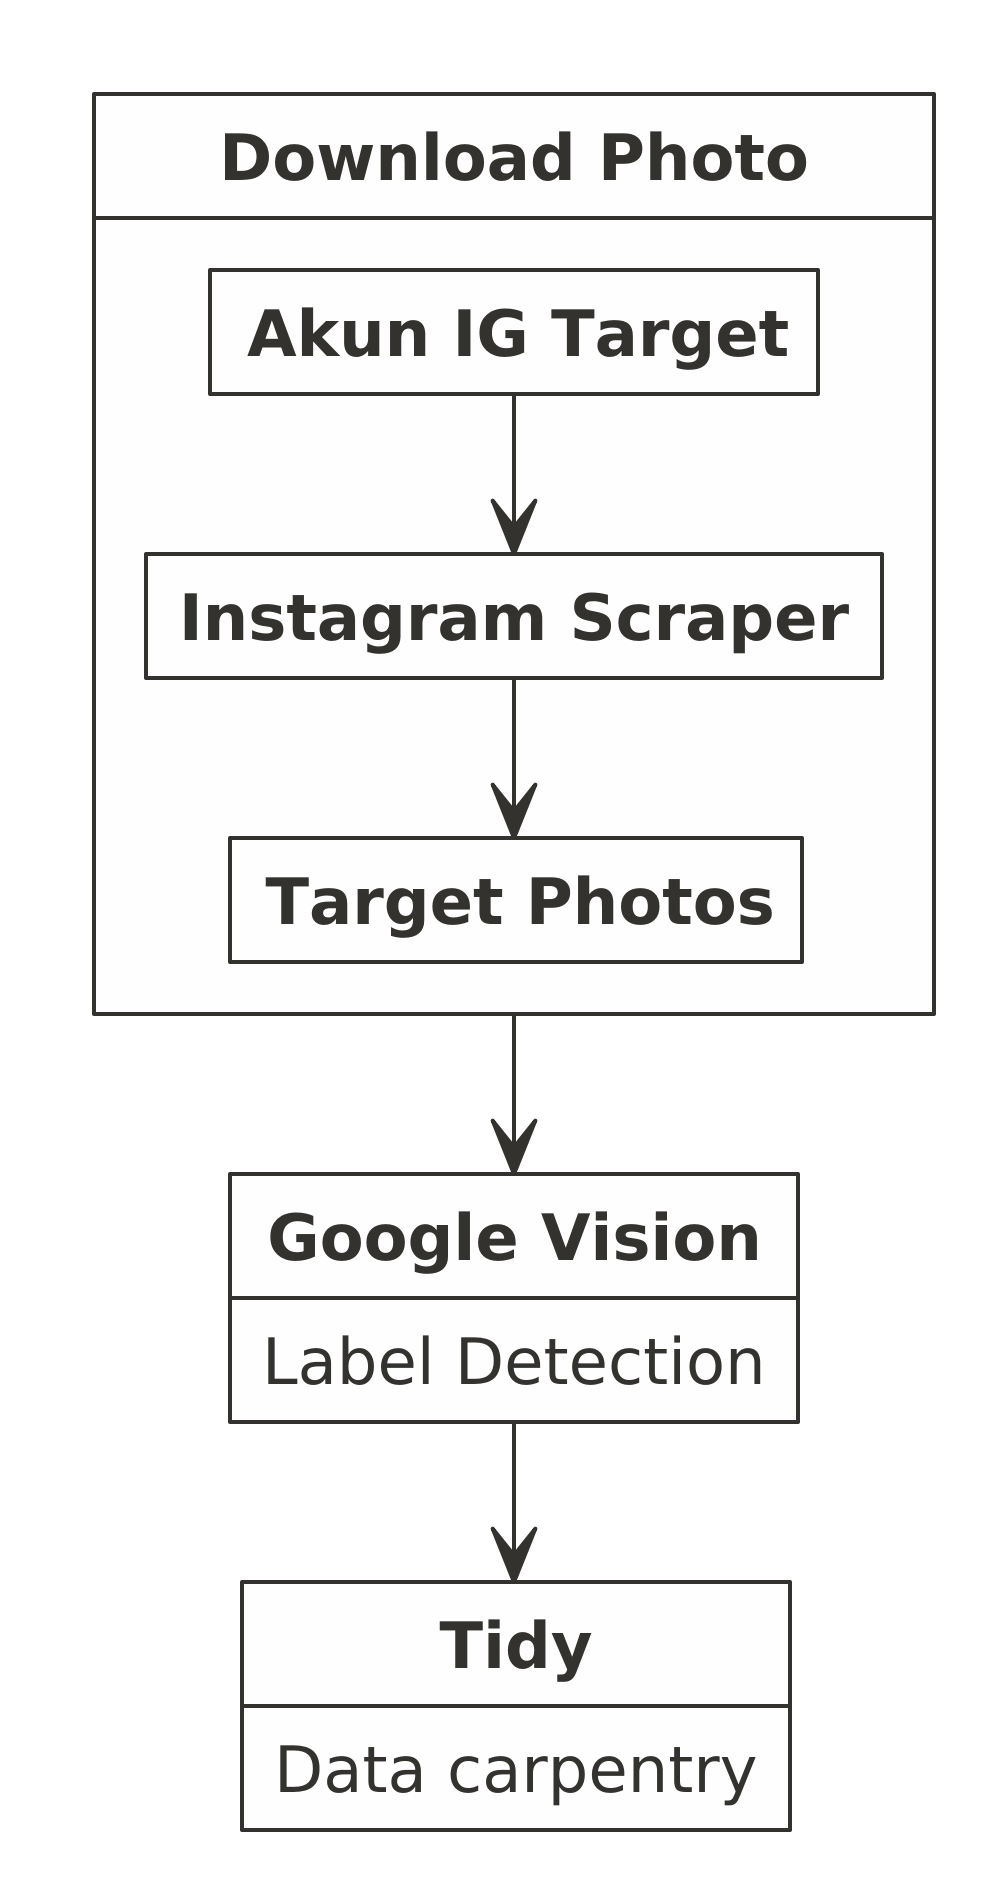 Download Photo
Akun IG Target
Instagram Scraper
Target Photos
Google Vision
Label Detection
Tidy
Data carpentry